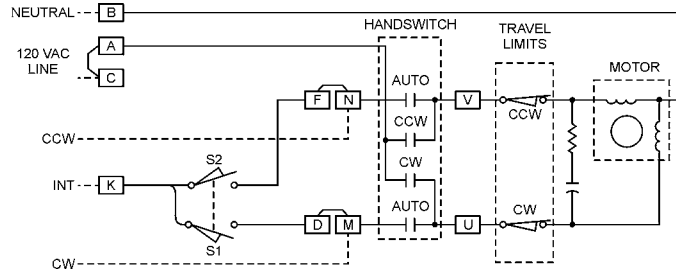 NEUTRAL B
HANDSWITCH
TRAVEL
LIMITS
A
120 VAC
LINE
C
MOTOR
AUTO
F N V
CCW
CCW
CCW
S2
CW
INT K
AUTO
CW
D M U
S1
CW